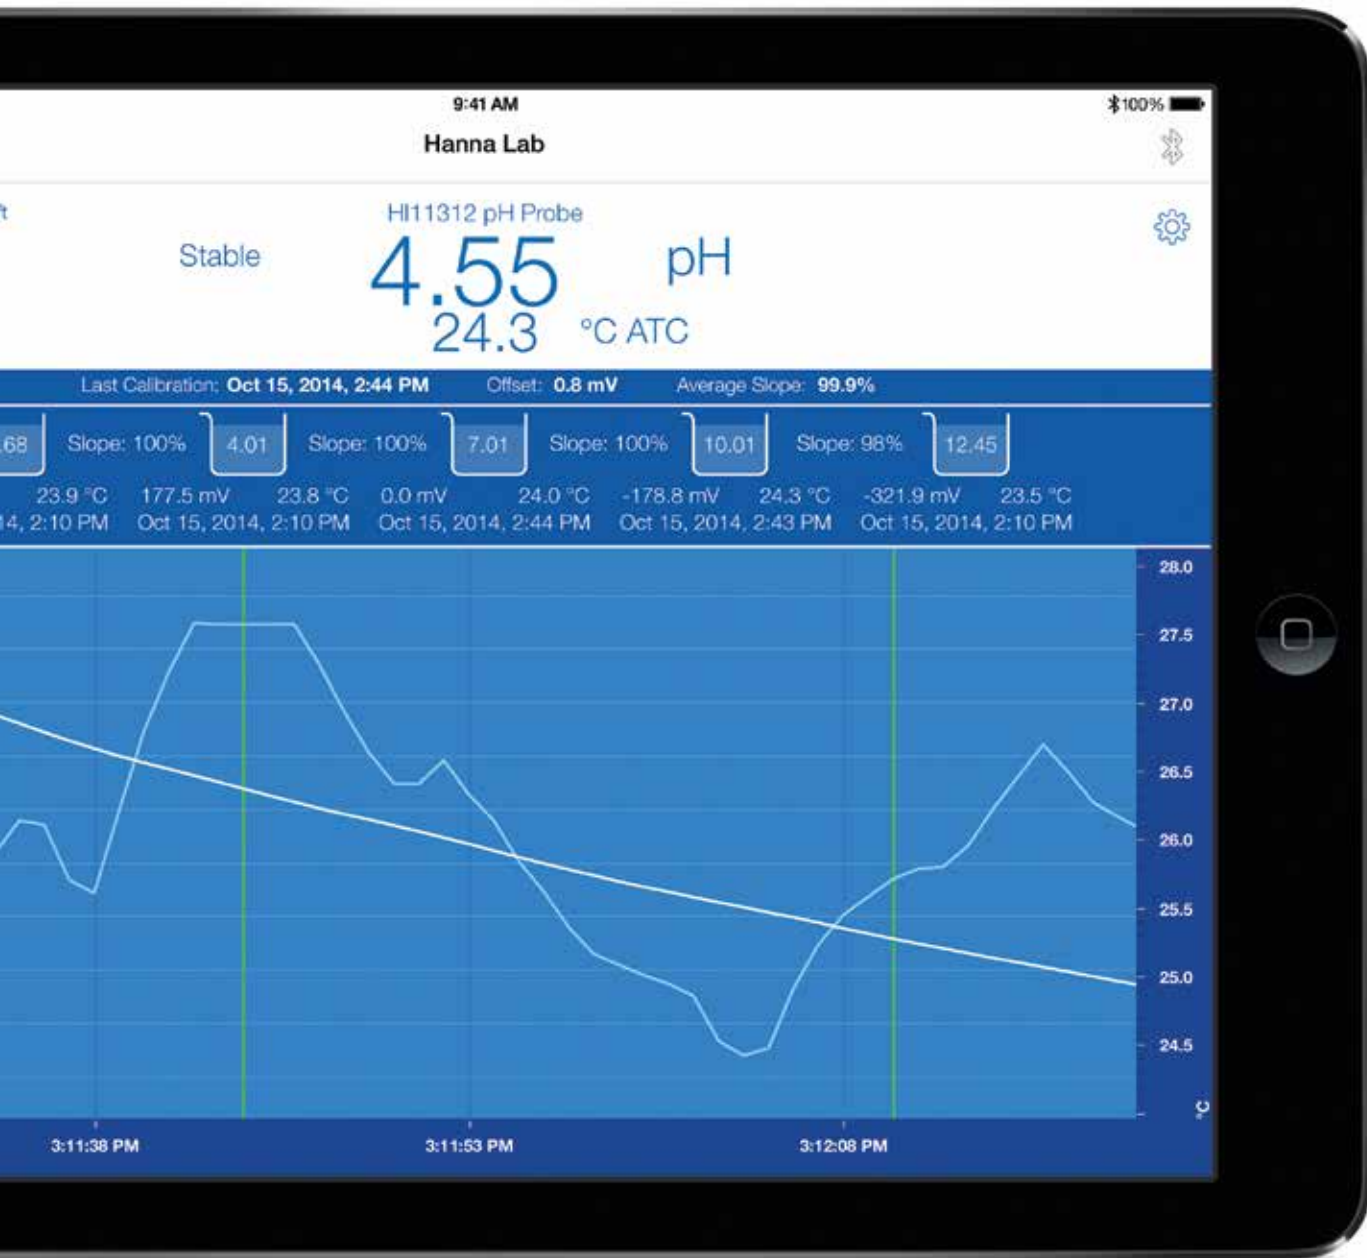 9:41 AM
100%
Hanna Lab
HI11312 pH Probe
Stable
4.55 pH
24.3 °C ATC
Last Calibration: Oct 15, 2014, 2:44 PM Offset: 0.8 mV Average Slope: 99.9%
.68 Slope: 100% 4.01 Slope: 100% 7.01 Slope: 100% 10.01 Slope: 98% 12.45
23.9 °C 177.5 mV 23.8 °C 0.0 mV 24.0 °C -178.8 mV 24.3 °C -321.9 mV 23.5 °C
14, 2:10 PM Oct 15, 2014, 2:10 PM Oct 15, 2014, 2:44 PM Oct 15, 2014, 2:43 PM Oct 15, 2014, 2:10 PM
28.0
27.5
27.0
26.5
26.0
25.5
25.0
24.5
°C
3:11:38 PM 3:11:53 PM 3:12:08 PM